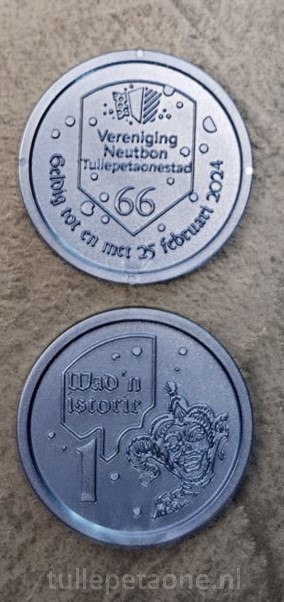 Vereniging
Neutbon
Tullepetaonestad
66
Geldig tot en met 25 februari 2024
Wad'n
istorie
1
tullepetaone.nl